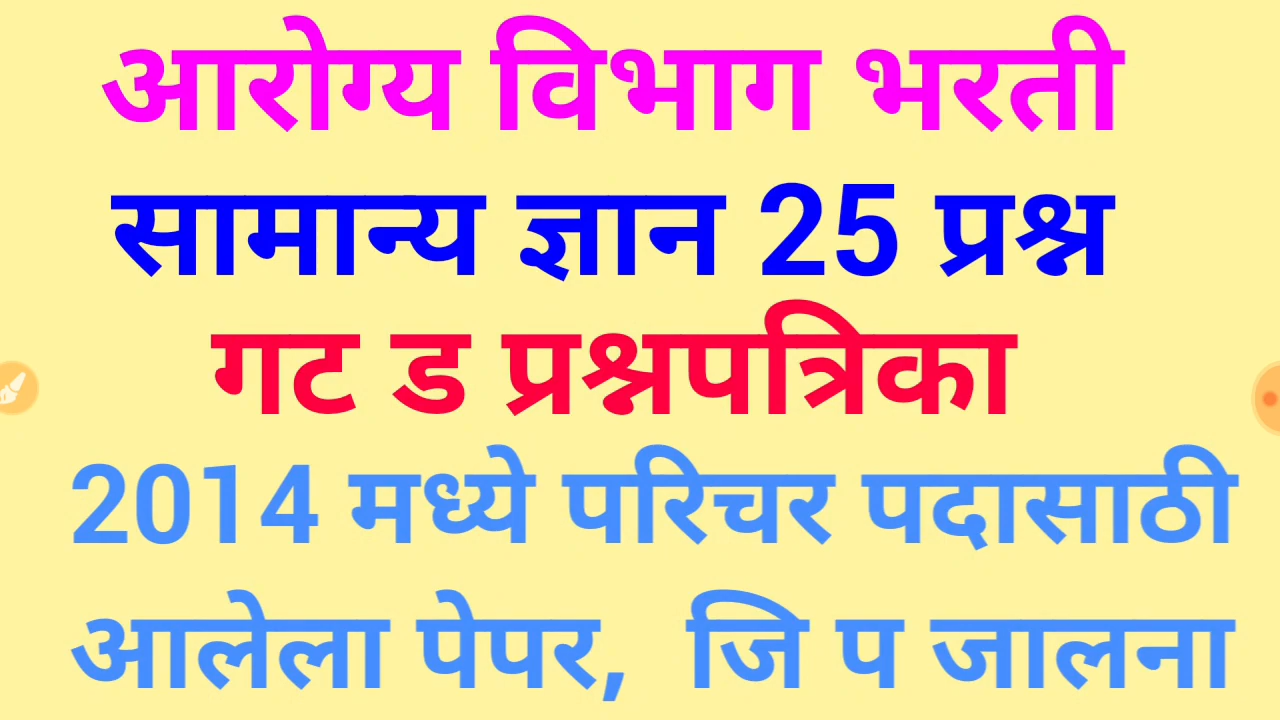 आरोग्य विभाग भरती
सामान्य ज्ञान 25 प्रश्न
गट ड प्रश्नपत्रिका
2014 मध्ये परिचर पदासाठी
आलेला पेपर, जि प जालना